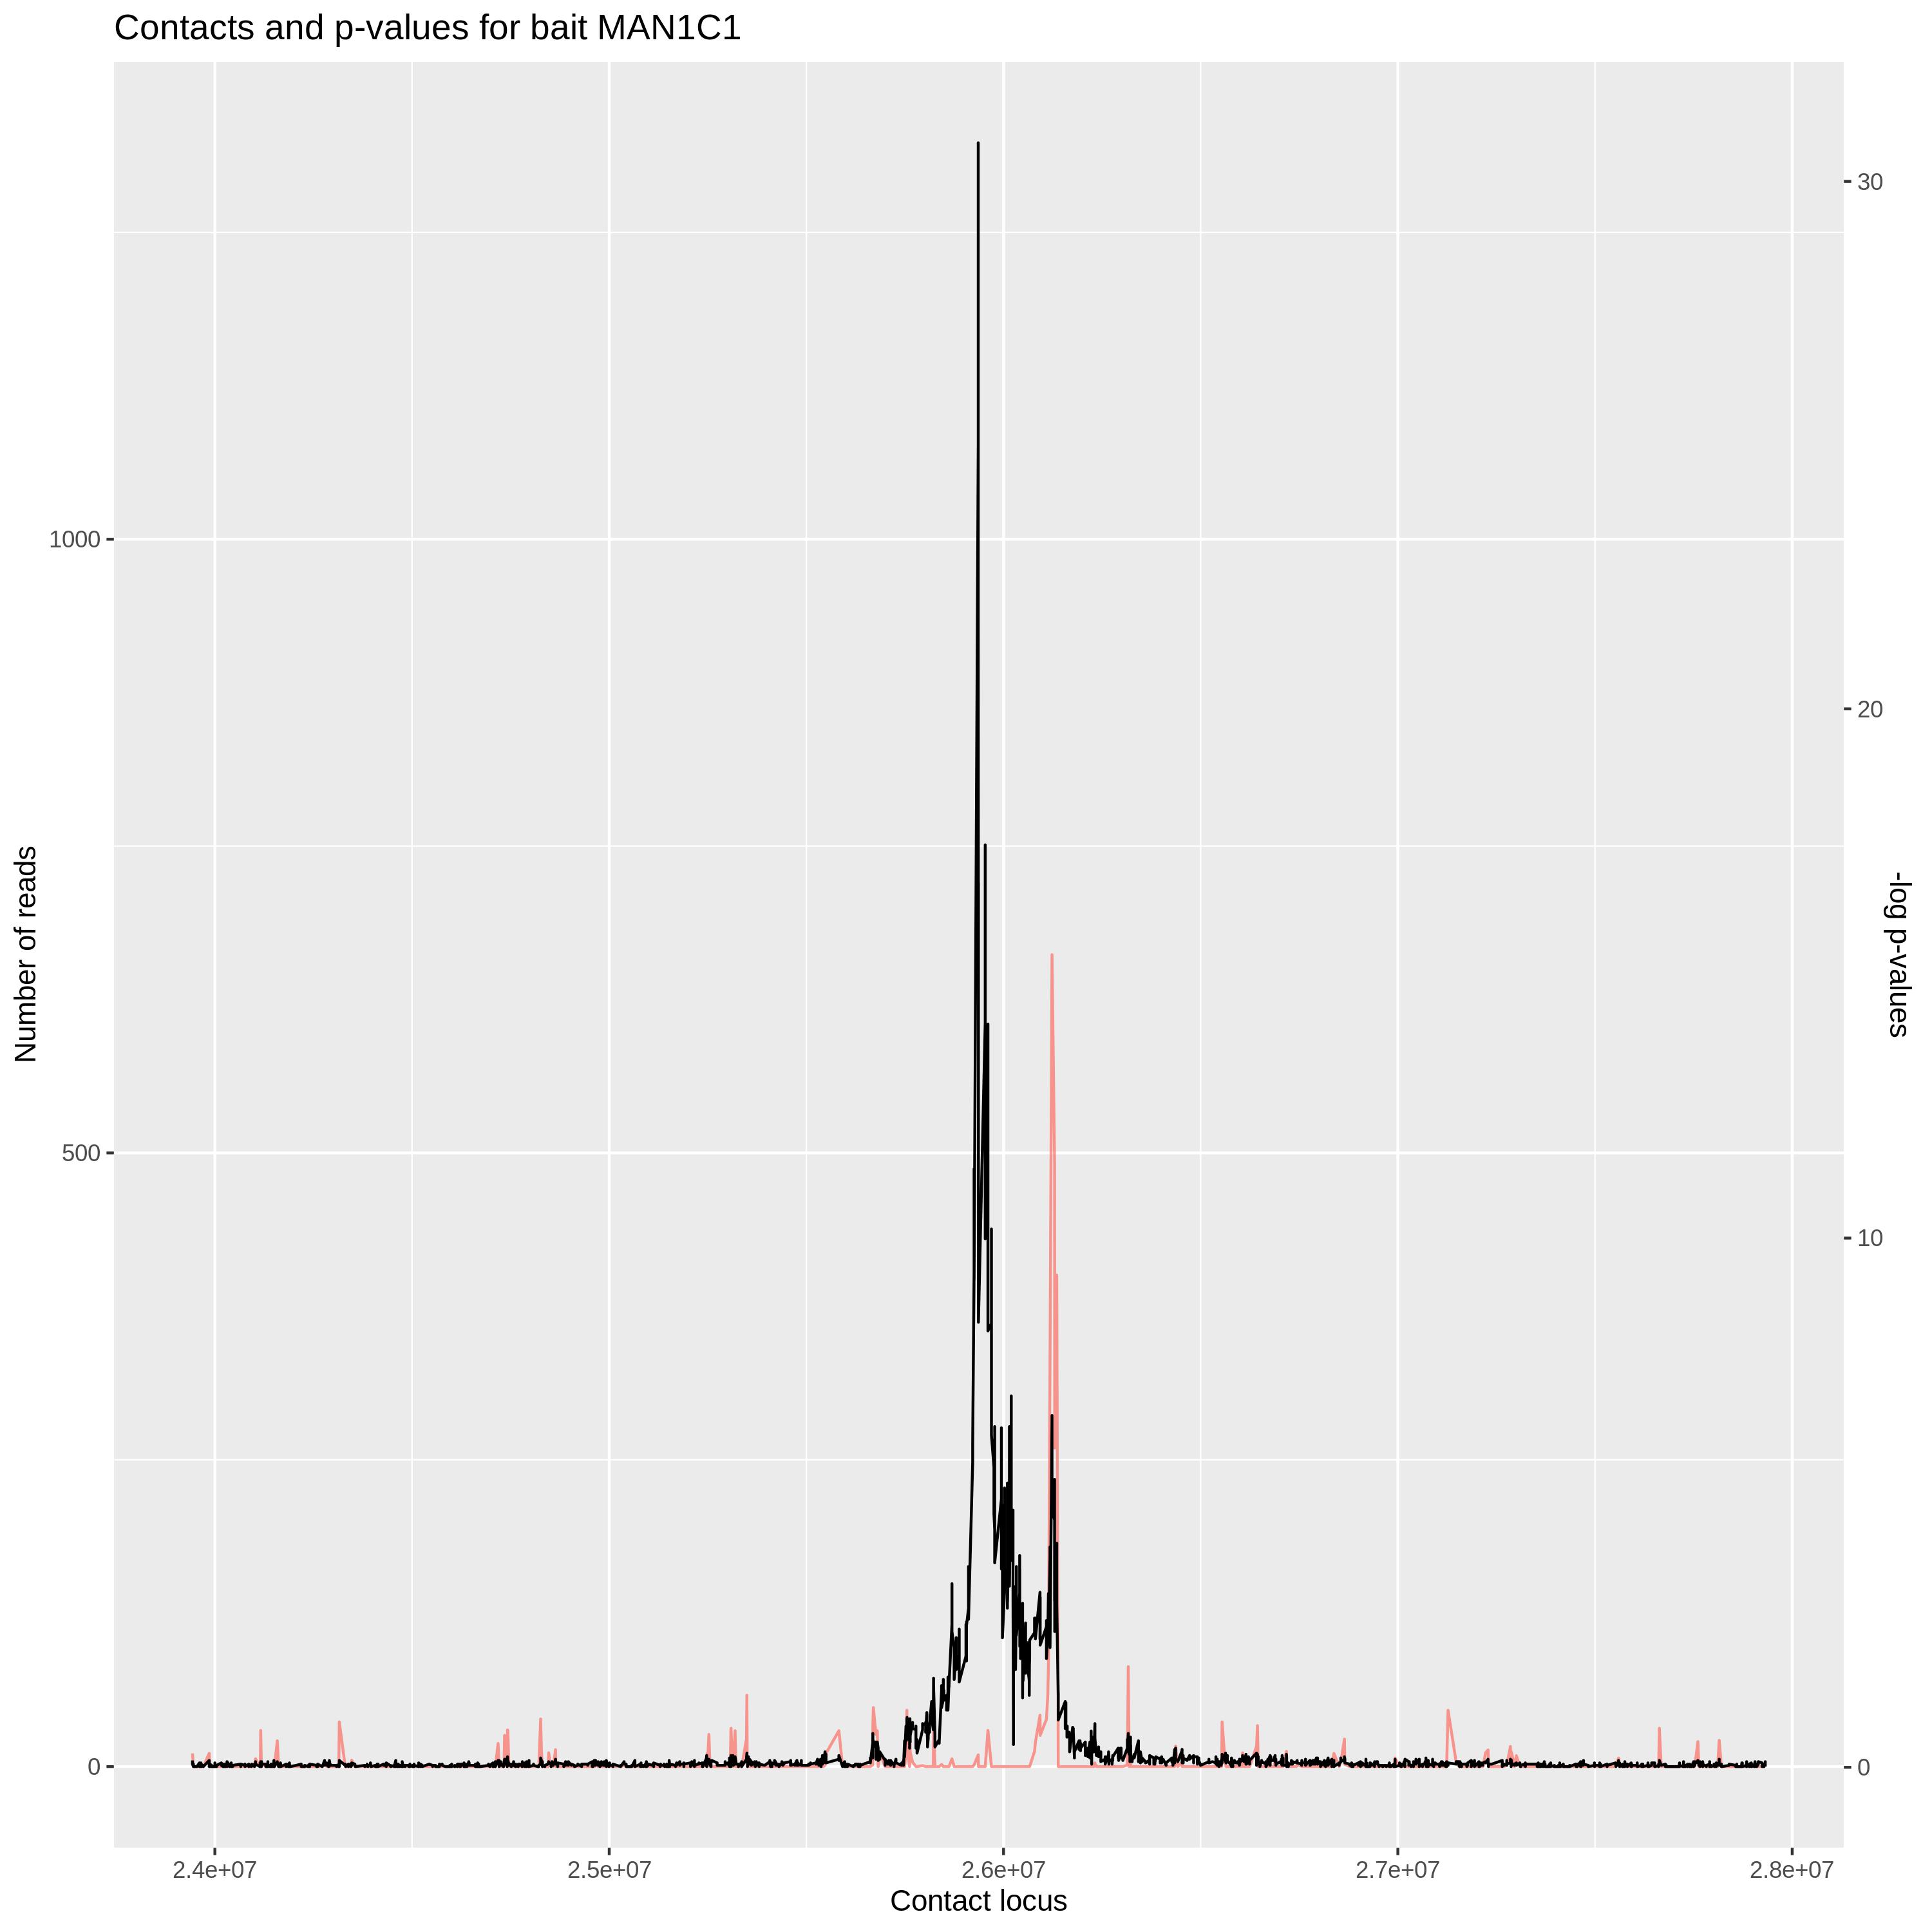 Contacts and p-values for bait MAN1C1
Number of reads
1000
500
0
30
20
10
0
-log p-values
2.4e+07
2.5e+07
2.6e+07
2.7e+07
2.8e+07
Contact locus